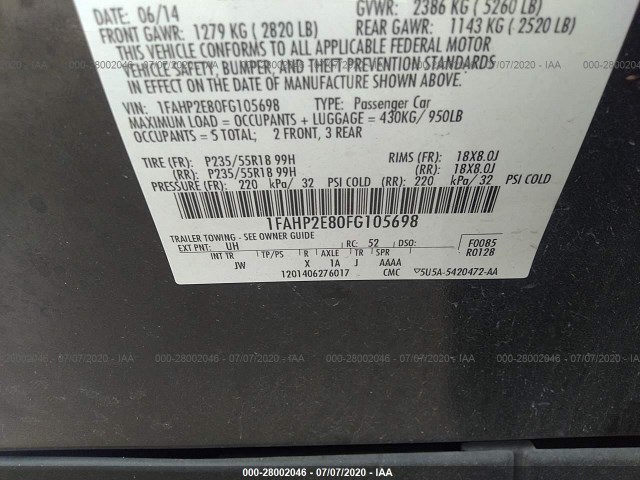 DATE: 06/14 GVWR: 2386 KG ( 5260 LB)
FRONT GAWR: 1279 KG ( 2820 LB) REAR GAWR: 1143 KG ( 2520 LB)
THIS VEHICLE CONFORMS TO ALL APPLICABLE FEDERAL MOTOR
VEHICLE SAFETY, BUMPER, AND THEFT PREVENTION STANDARDS
IN EFFECT ON THE DATE OF MANUFACTURE SHOWN ABOVE.
VIN: 1FAHP2E80FG105698 TYPE: Passenger Car
MAXIMUM LOAD = OCCUPANTS + LUGGAGE = 430KG/ 950LB
OCCUPANTS = 5 TOTAL; 2 FRONT, 3 REAR
TIRE (FR): P235/55R18 99H RIMS (FR): 18X8.0J
(RR): P235/55R18 99H (RR): 18X8.0J
PRESSURE (FR): 220 kPa/ 32 PSI COLD (RR): 220 kPa/ 32 PSI COLD
1FAHP2E80FG105698
TRAILER TOWING - SEE OWNER GUIDE
EXT PNT: UH RC: 52 DSO: F0085
INT TR TP/PS R AXLE TR SPR R0128
JW X 1A J AAAA
1201406276017 CMC 5U5A-5420472-AA
000-28002046 - 07/07/2020 - IAA